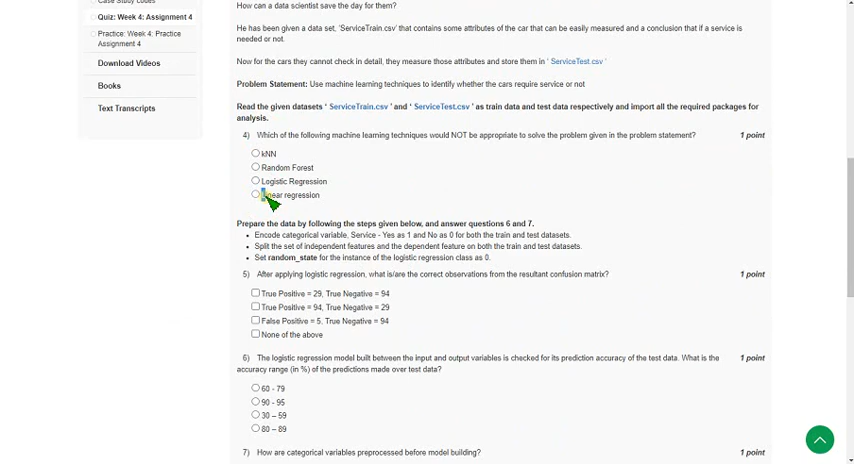 Case Study Codes
Quiz: Week 4: Assignment 4
Practice: Week 4: Practice
Assignment 4
Download Videos
Books
Text Transcripts
How can a data scientist save the day for them?
He has been given a data set, 'ServiceTrain.csv' that contains some attributes of the car that can be easily measured and a conclusion that if a service is
needed or not.
Now for the cars they cannot check in detail, they measure those attributes and store them in ' ServiceTest.csv '
Problem Statement: Use machine learning techniques to identify whether the cars require service or not
Read the given datasets ' ServiceTrain.csv ' and ' ServiceTest.csv ' as train data and test data respectively and import all the required packages for
analysis.
4) Which of the following machine learning techniques would NOT be appropriate to solve the problem given in the problem statement? 1 point
kNN
Random Forest
Logistic Regression
Linear regression
Prepare the data by following the steps given below, and answer questions 6 and 7.
• Encode categorical variable, Service - Yes as 1 and No as 0 for both the train and test datasets.
• Split the set of independent features and the dependent feature on both the train and test datasets.
• Set random_state for the instance of the logistic regression class as 0.
5) After applying logistic regression, what is/are the correct observations from the resultant confusion matrix? 1 point
True Positive = 29, True Negative = 94
True Positive = 94, True Negative = 29
False Positive = 5, True Negative = 94
None of the above
6) The logistic regression model built between the input and output variables is checked for its prediction accuracy of the test data. What is the 1 point
accuracy range (in %) of the predictions made over test data?
60 - 79
90 - 95
30 – 59
80 – 89
7) How are categorical variables preprocessed before model building? 1 point